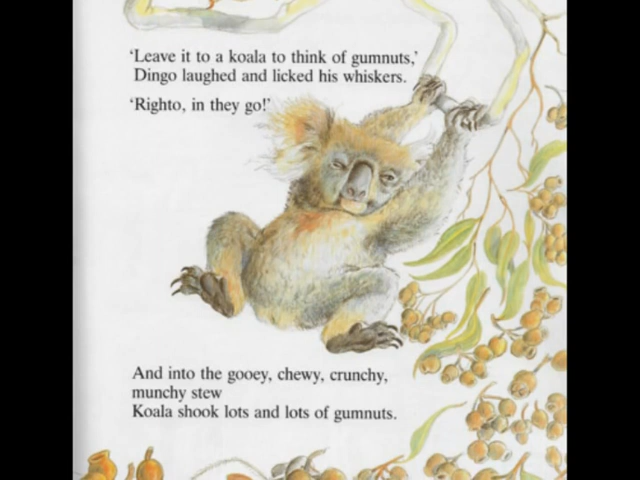 ‘Leave it to a koala to think of gumnuts,’
Dingo laughed and licked his whiskers.
‘Righto, in they go!’
And into the gooey, chewy, crunchy,
munchy stew
Koala shook lots and lots of gumnuts.